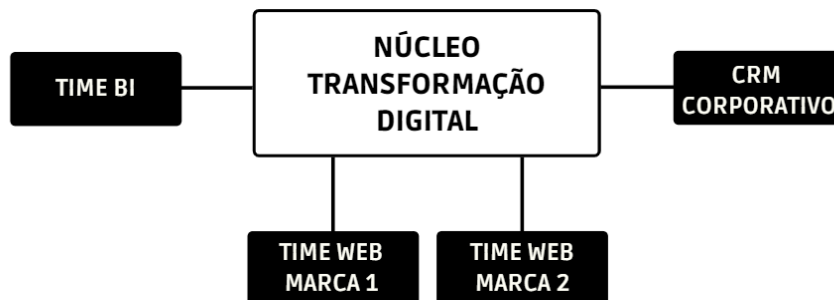 NÚCLEO
TRANSFORMAÇÃO
DIGITAL
TIME BI
CRM
CORPORATIVO
TIME WEB
MARCA 1
TIME WEB
MARCA 2